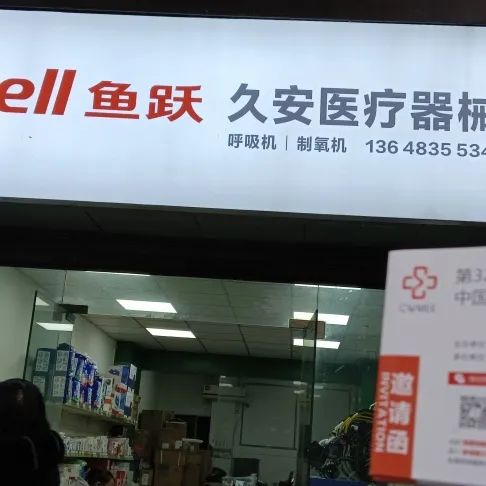 ell 鱼跃 久安医疗器械
呼吸机 | 制氧机 136 4835 534
第3
中国
邀请函
INVITATION